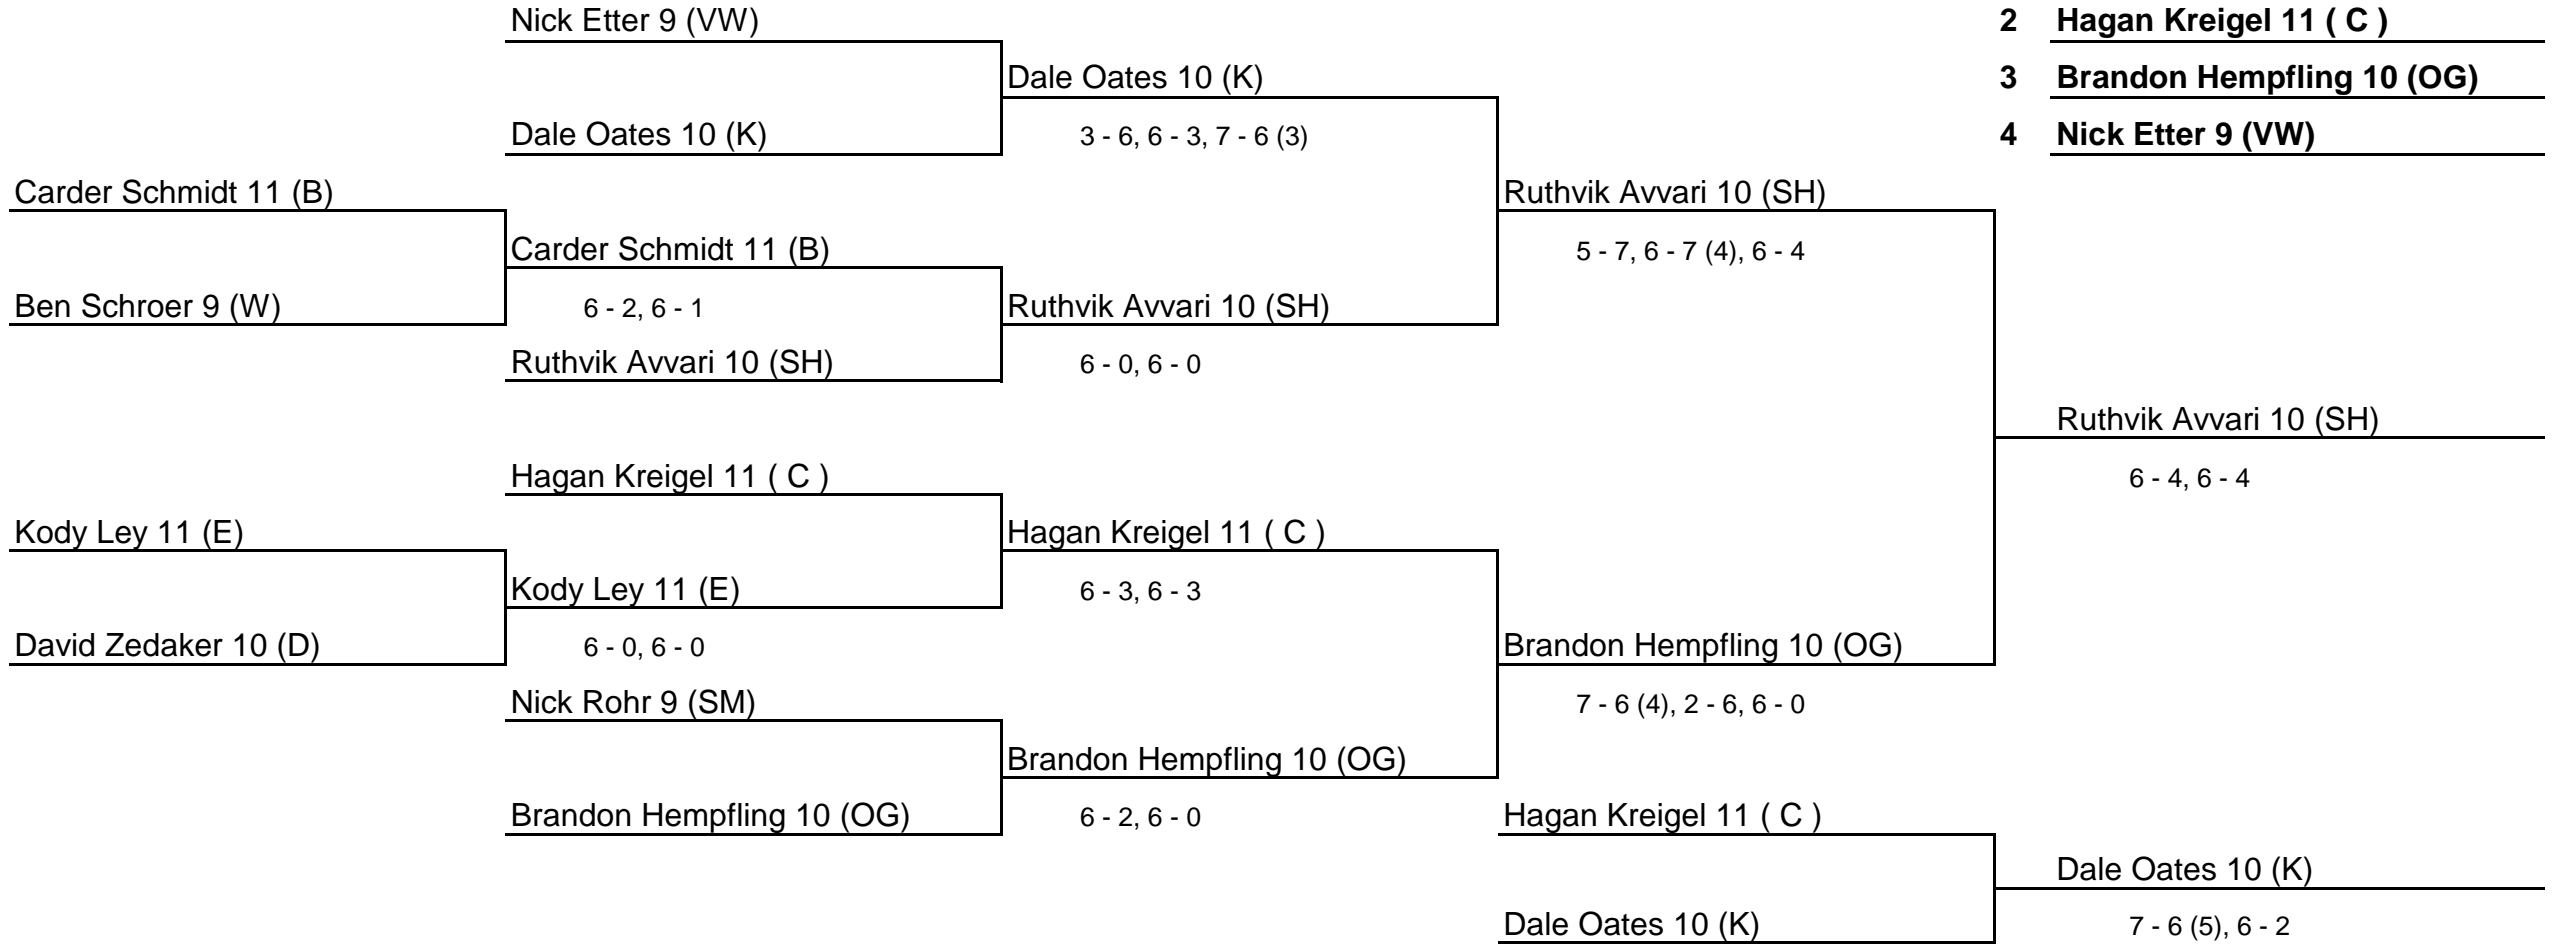 Nick Etter 9 (VW)
2 Hagan Kreigel 11 ( C )
Dale Oates 10 (K)
3 Brandon Hempfling 10 (OG)
Dale Oates 10 (K)
3 - 6, 6 - 3, 7 - 6 (3)
4 Nick Etter 9 (VW)
Carder Schmidt 11 (B)
Ruthvik Avvari 10 (SH)
Carder Schmidt 11 (B)
5 - 7, 6 - 7 (4), 6 - 4
Ben Schroer 9 (W)
6 - 2, 6 - 1
Ruthvik Avvari 10 (SH)
Ruthvik Avvari 10 (SH)
6 - 0, 6 - 0
Ruthvik Avvari 10 (SH)
Hagan Kreigel 11 ( C )
6 - 4, 6 - 4
Kody Ley 11 (E)
Hagan Kreigel 11 ( C )
Kody Ley 11 (E)
6 - 3, 6 - 3
David Zedaker 10 (D)
6 - 0, 6 - 0
Brandon Hempfling 10 (OG)
Nick Rohr 9 (SM)
7 - 6 (4), 2 - 6, 6 - 0
Brandon Hempfling 10 (OG)
Brandon Hempfling 10 (OG)
6 - 2, 6 - 0
Hagan Kreigel 11 ( C )
Dale Oates 10 (K)
Dale Oates 10 (K)
7 - 6 (5), 6 - 2